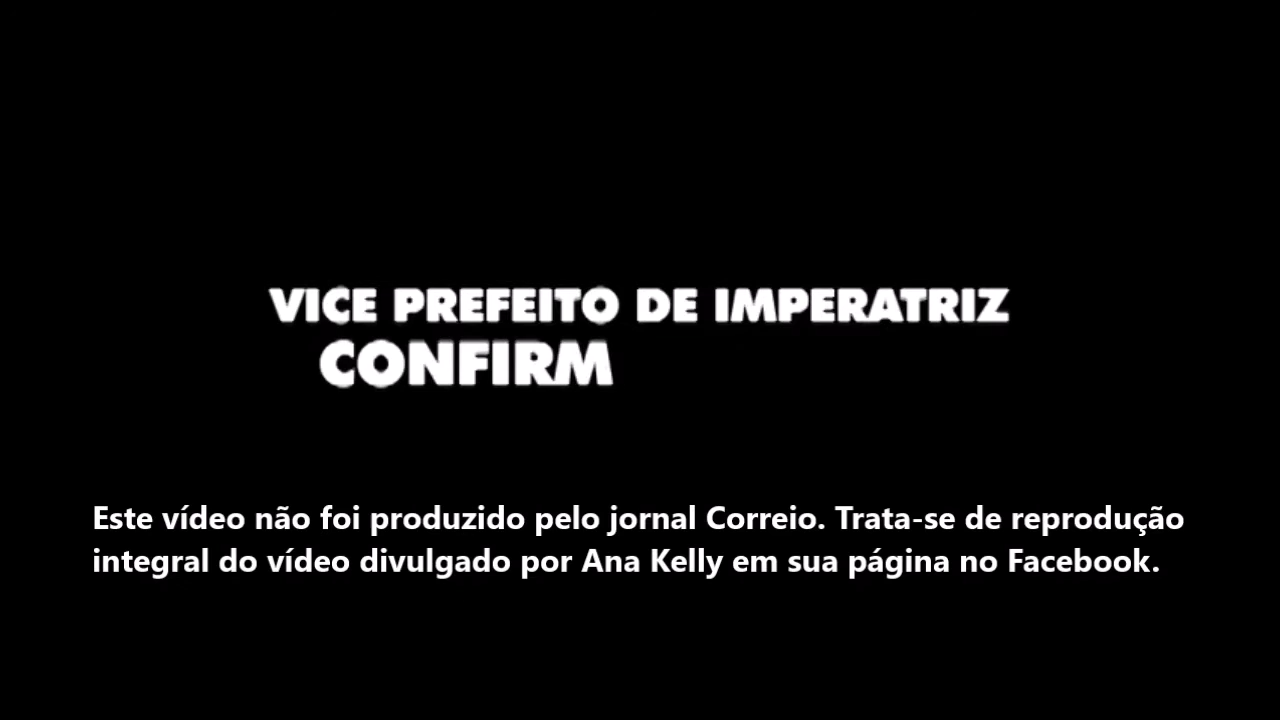 VICE PREFEITO DE IMPERATRIZ
CONFIRM
Este vídeo não foi produzido pelo jornal Correio. Trata-se de reprodução
integral do vídeo divulgado por Ana Kelly em sua página no Facebook.